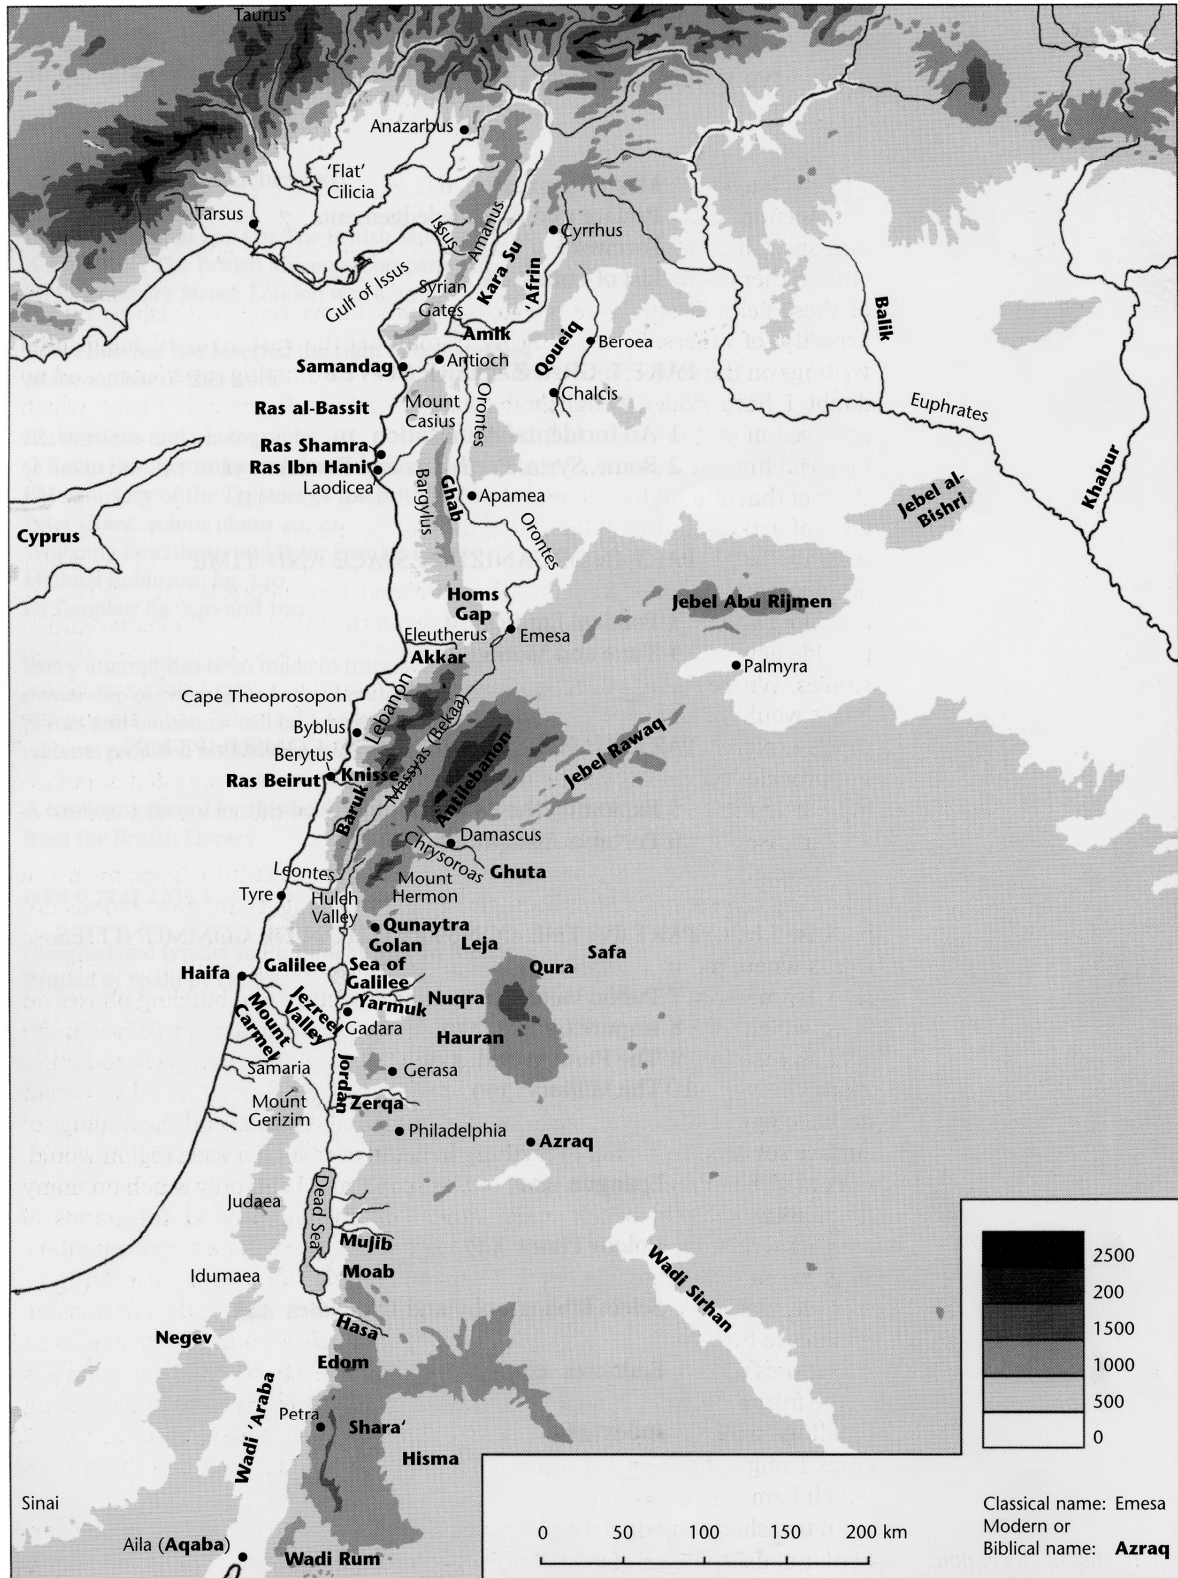 Taurus
Anazarbus
'Flat'
Cilicia
Tarsus
Issus
Amanus
Cyrrhus
Kara Su
'Afrin
Gulf of Issus
Syrian
Gates
Amik
Qoueiq
Beroea
Balik
Antioch
Samandag
Chalcis
Mount
Casius
Orontes
Euphrates
Ras al-Bassit
Ras Shamra
Ras Ibn Hani
Laodicea
Bargylus
Ghab
Apamea
Khabur
Jebel al-
Bishri
Orontes
Cyprus
Homs
Gap
Jebel Abu Rijmen
Eleutherus
Emesa
Akkar
Palmyra
Cape Theoprosopon
Lebanon
Massyas (Bekaa)
Byblus
Berytus
Jebel Rawaq
Antilebanon
Ras Beirut
Knisse
Baruk
Damascus
Chrysoroas
Ghuta
Leontes
Mount
Hermon
Tyre
Huleh
Valley
Qunaytra
Golan
Leja
Safa
Haifa
Galilee
Sea of
Galilee
Qura
Yarmuk
Nuqra
Jezreel
Valley
Mount
Carmel
Gadara
Hauran
Samaria
Jordan
Gerasa
Mount
Gerizim
Zerqa
Philadelphia
Azraq
Dead Sea
Judaea
Mujib
Idumaea
Moab
Wadi Sirhan
Hasa
Negev
Edom
Wadi 'Araba
Petra
Shara'
Hisma
Sinai
Aila (Aqaba)
Wadi Rum
2500
200
1500
1000
500
0
0 50 100 150 200 km
Classical name: Emesa
Modern or
Biblical name: Azraq